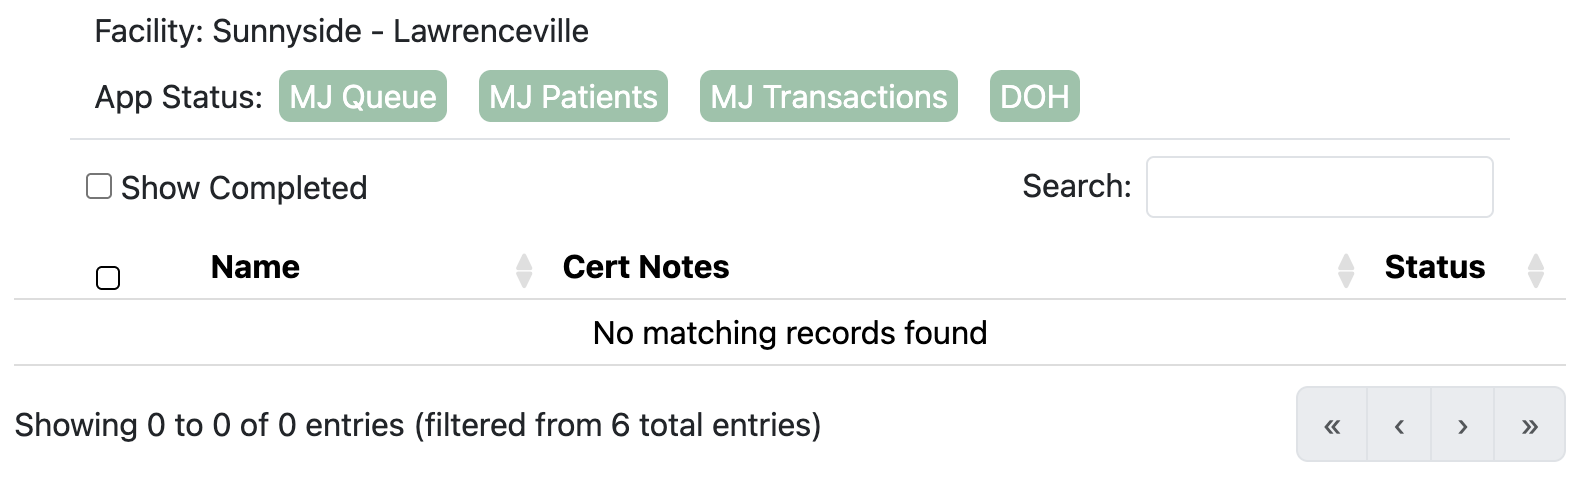 Facility: Sunnyside - Lawrenceville
App Status: MJ Queue MJ Patients MJ Transactions DOH
Show Completed Search:
Name Cert Notes Status
No matching records found
Showing 0 to 0 of 0 entries (filtered from 6 total entries) « ‹ › »